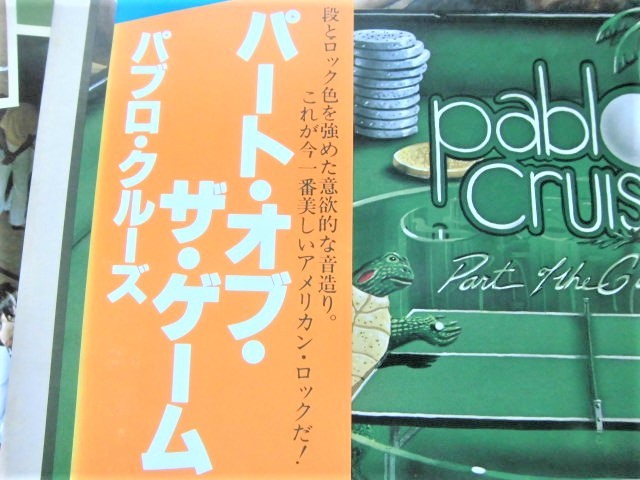 段とロック色を強めた意欲的な音造り。
これが今一番美しいアメリカン・ロックだ!
パート・オブ・
ザ・ゲーム
パブロ・クルーズ
pablo
cruis
Part Of the Ga